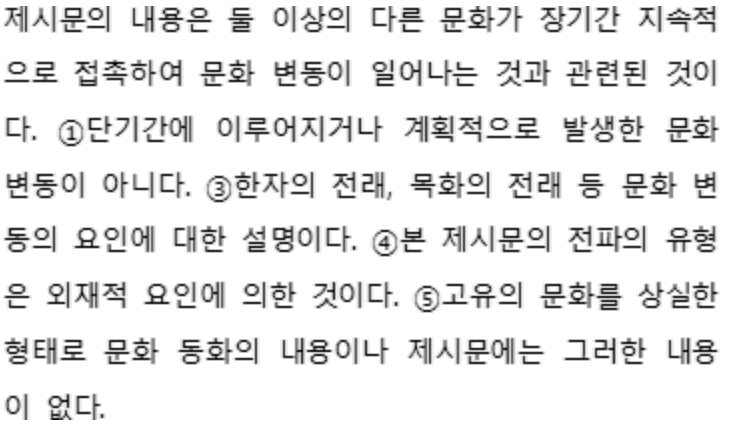 제시문의 내용은 둘 이상의 다른 문화가 장기간 지속적
으로 접촉하여 문화 변동이 일어나는 것과 관련된 것이
다. ①단기간에 이루어지거나 계획적으로 발생한 문화
변동이 아니다. ③한자의 전래, 목화의 전래 등 문화 변
동의 요인에 대한 설명이다. ④본 제시문의 전파의 유형
은 외재적 요인에 의한 것이다. ⑤고유의 문화를 상실한
형태로 문화 동화의 내용이나 제시문에는 그러한 내용
이 없다.